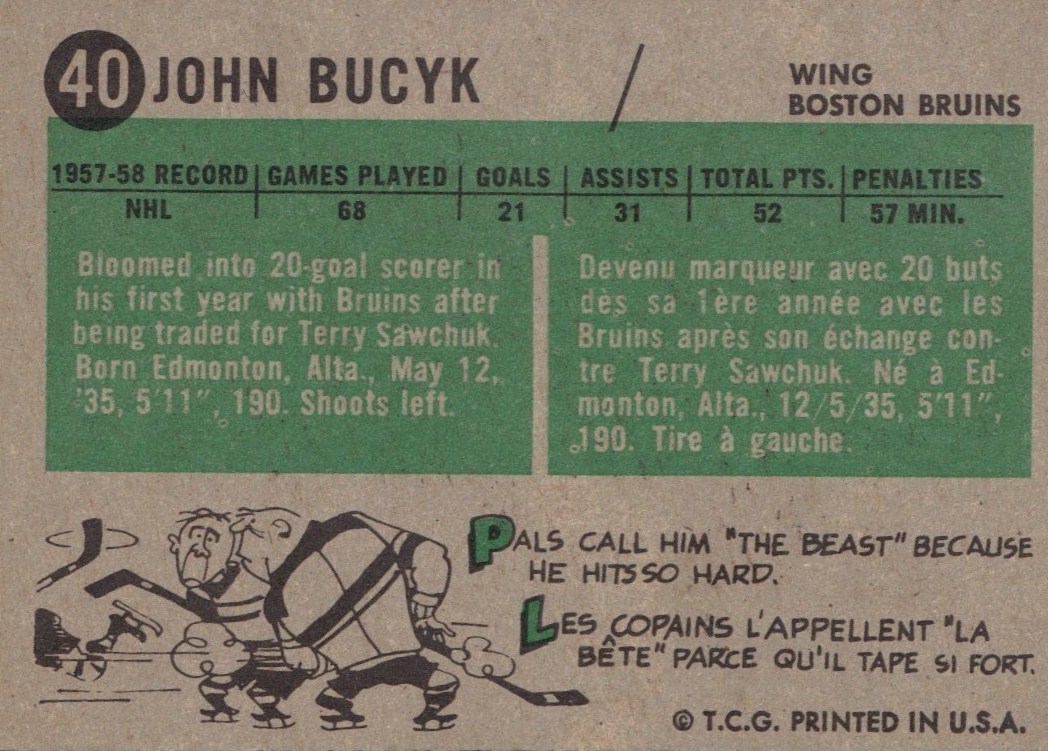 40 JOHN BUCYK
WING
BOSTON BRUINS
1957-58 RECORD GAMES PLAYED GOALS ASSISTS TOTAL PTS. PENALTIES
NHL 68 21 31 52 57 MIN.
Bloomed into 20-goal scorer in
his first year with Bruins after
being traded for Terry Sawchuk.
Born Edmonton, Alta., May 12,
'35, 5'11", 190. Shoots left.
Devenu marqueur avec 20 buts
dès sa 1ère année avec les
Bruins après son échange con-
tre Terry Sawchuk. Né à Ed-
monton, Alta., 12/5/35, 5'11",
190. Tire à gauche.
PALS CALL HIM "THE BEAST" BECAUSE
HE HITS SO HARD.
LES COPAINS L'APPELLENT "LA
BÊTE" PARCE QU'IL TAPE SI FORT.
© T.C.G. PRINTED IN U.S.A.